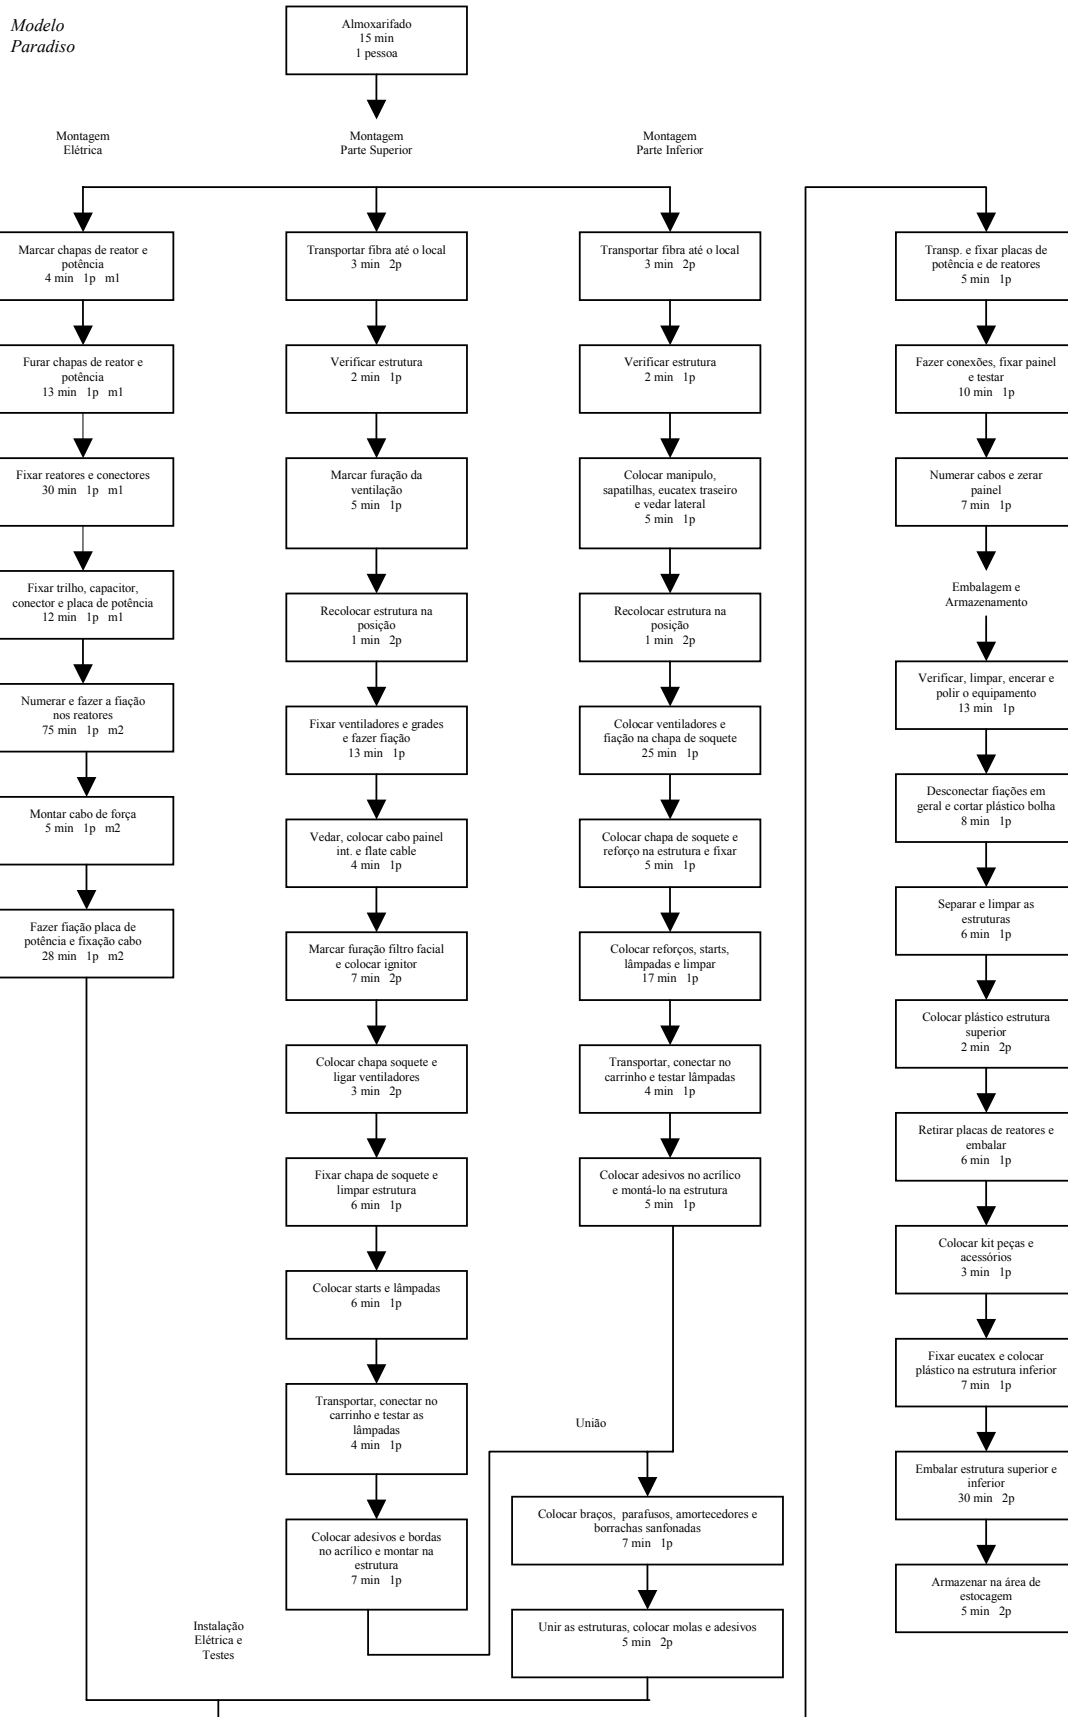 Modelo
Paradiso
Almoxarifado
15 min
1 pessoa
Montagem
Elétrica
Montagem
Parte Superior
Montagem
Parte Inferior
Marcar chapas de reator e
potência
4 min 1p m1
Furar chapas de reator e
potência
13 min 1p m1
Fixar reatores e conectores
30 min 1p m1
Fixar trilho, capacitor,
conector e placa de potência
12 min 1p m1
Numerar e fazer a fiação
nos reatores
75 min 1p m2
Montar cabo de força
5 min 1p m2
Fazer fiação placa de
potência e fixação cabo
28 min 1p m2
Transportar fibra até o local
3 min 2p
Verificar estrutura
2 min 1p
Marcar furação da
ventilação
5 min 1p
Recolocar estrutura na
posição
1 min 2p
Fixar ventiladores e grades
e fazer fiação
13 min 1p
Vedar, colocar cabo painel
int. e flate cable
4 min 1p
Marcar furação filtro facial
e colocar ignitor
7 min 2p
Colocar chapa soquete e
ligar ventiladores
3 min 2p
Fixar chapa de soquete e
limpar estrutura
6 min 1p
Colocar starts e lâmpadas
6 min 1p
Transportar, conectar no
carrinho e testar as
lâmpadas
4 min 1p
Colocar adesivos e bordas
no acrílico e montar na
estrutura
7 min 1p
Transportar fibra até o local
3 min 2p
Verificar estrutura
2 min 1p
Colocar manipulo,
sapatilhas, eucatex traseiro
e vedar lateral
5 min 1p
Recolocar estrutura na
posição
1 min 2p
Colocar ventiladores e
fiação na chapa de soquete
25 min 1p
Colocar chapa de soquete e
reforço na estrutura e fixar
5 min 1p
Colocar reforços, starts,
lâmpadas e limpar
17 min 1p
Transportar, conectar no
carrinho e testar lâmpadas
4 min 1p
Colocar adesivos no acrílico
e montá-lo na estrutura
5 min 1p
União
Colocar braços, parafusos, amortecedores e
borrachas sanfonadas
7 min 1p
Unir as estruturas, colocar molas e adesivos
5 min 2p
Instalação
Elétrica e
Testes
Transp. e fixar placas de
potência e de reatores
5 min 1p
Fazer conexões, fixar painel
e testar
10 min 1p
Numerar cabos e zerar
painel
7 min 1p
Embalagem e
Armazenamento
Verificar, limpar, encerar e
polir o equipamento
13 min 1p
Desconectar fiações em
geral e cortar plástico bolha
8 min 1p
Separar e limpar as
estruturas
6 min 1p
Colocar plástico estrutura
superior
2 min 2p
Retirar placas de reatores e
embalar
6 min 1p
Colocar kit peças e
acessórios
3 min 1p
Fixar eucatex e colocar
plástico na estrutura inferior
7 min 1p
Embalar estrutura superior e
inferior
30 min 2p
Armazenar na área de
estocagem
5 min 2p